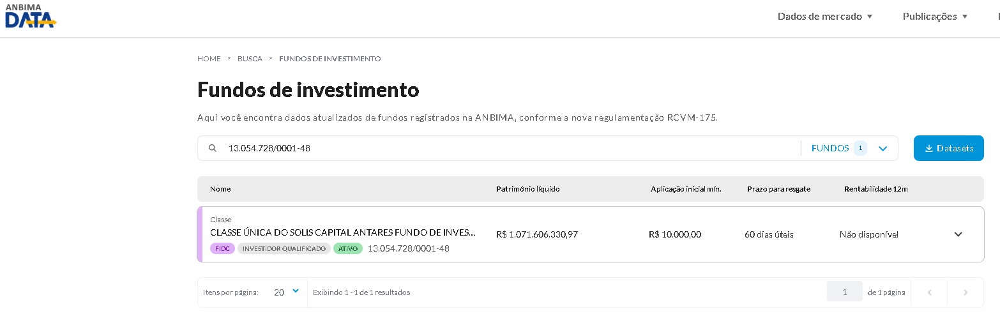 ANBIMA
DATA
Dados de mercado
Publicações
HOME > BUSCA > FUNDOS DE INVESTIMENTO
Fundos de investimento
Aqui você encontra dados atualizados de fundos registrados na ANBIMA, conforme a nova regulamentação RCVM-175.
13.054.728/0001-48 FUNDOS 1 Datasets
Nome Patrimônio líquido Aplicação inicial mín. Prazo para resgate Rentabilidade 12m
Classe
CLASSE ÚNICA DO SOLIS CAPITAL ANTARES FUNDO DE INVES...
R$ 1.071.606.330,97 R$ 10.000,00 60 dias úteis Não disponível
FIDC INVESTIDOR QUALIFICADO ATIVO 13.054.728/0001-48
Itens por página: 20 Exibindo 1 - 1 de 1 resultados 1 de 1 página